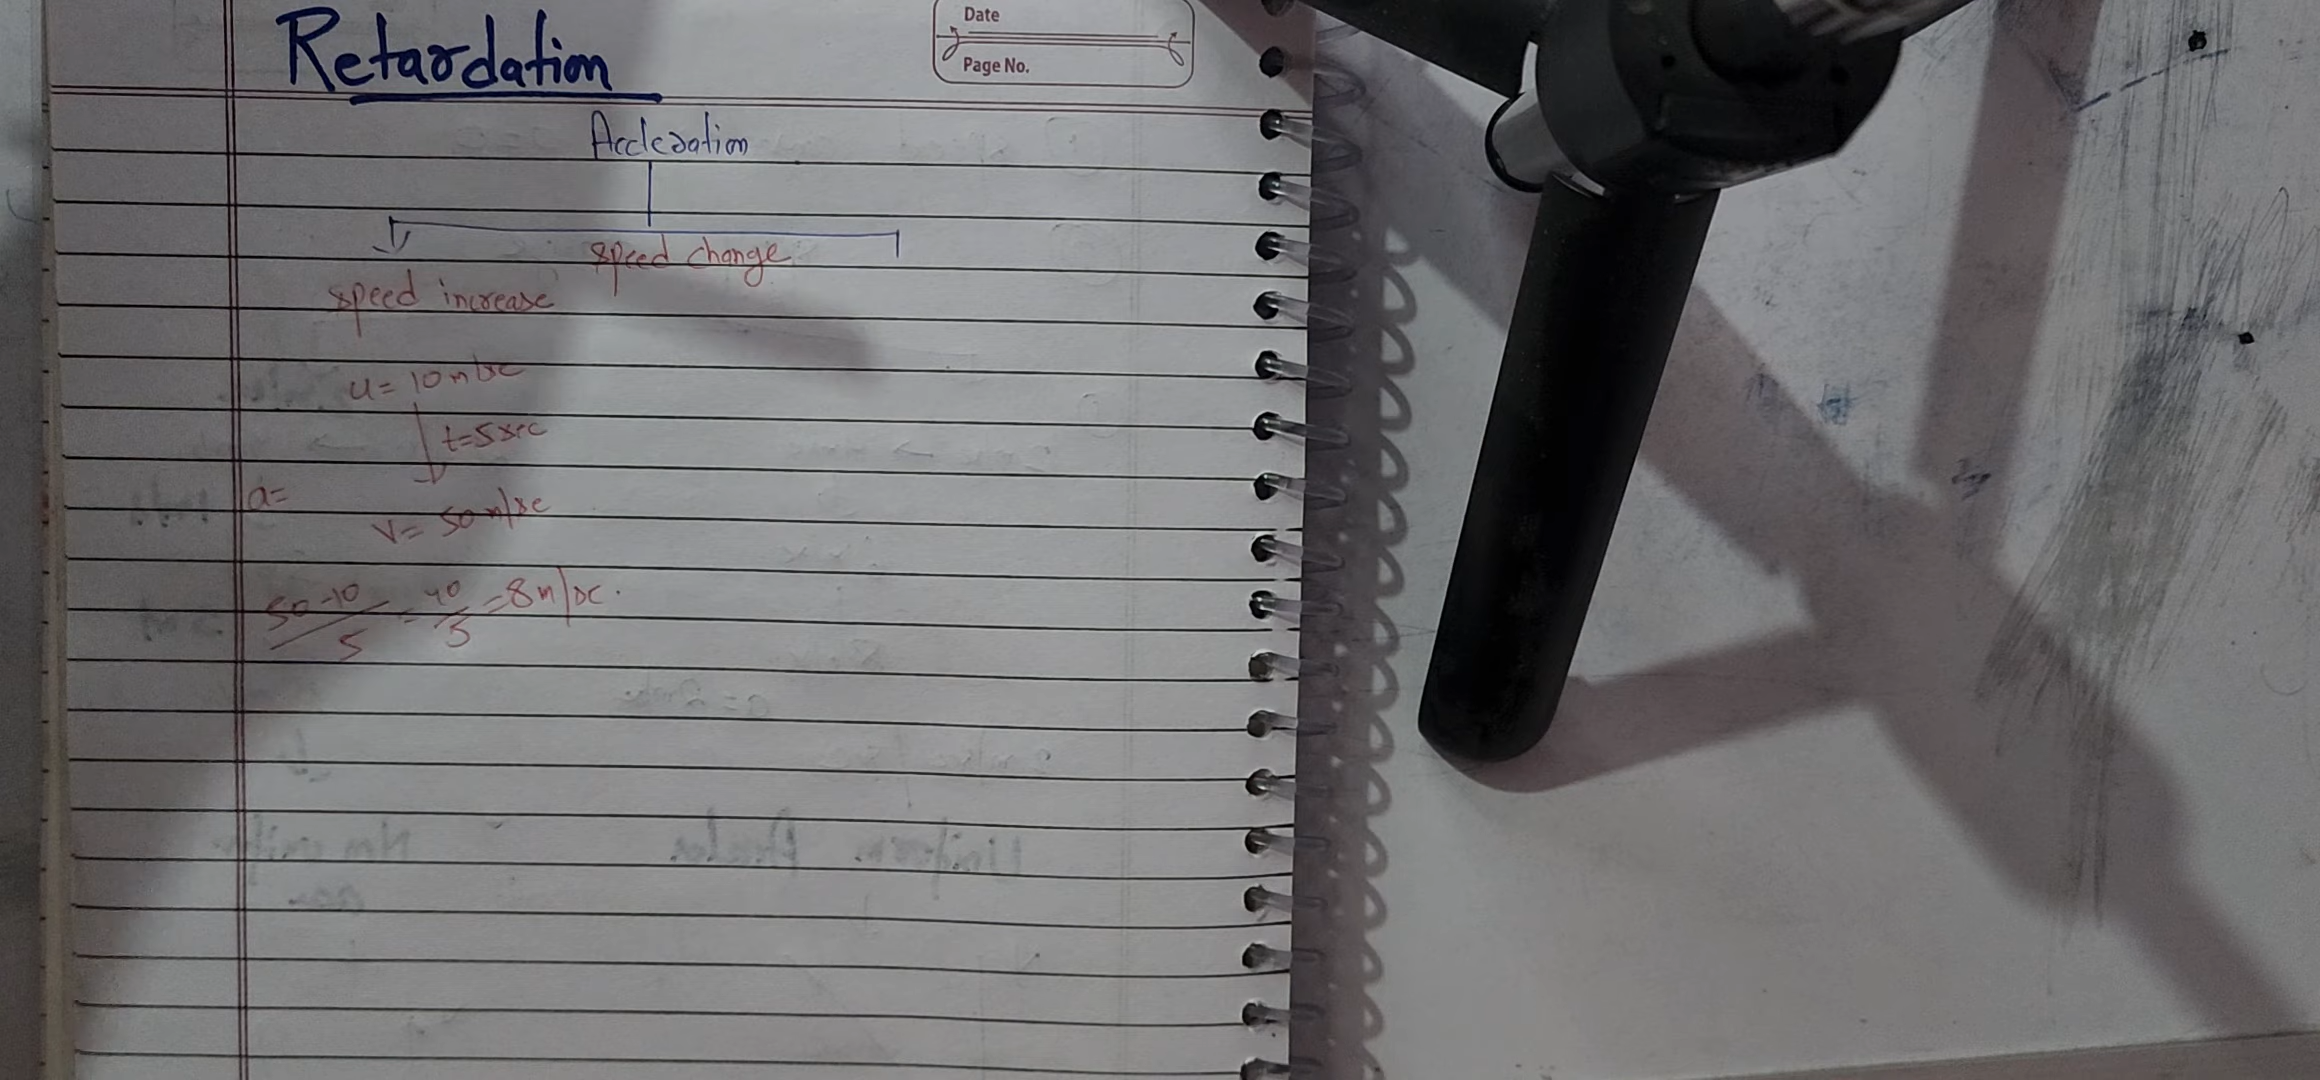 Retardation
Date
Page No.
Accleration
speed change
speed increase
u = 10 m/sec
t=5 sec
a=
v = 50 m/sec
50-10/5 = 40/5 = 8 m/sec.